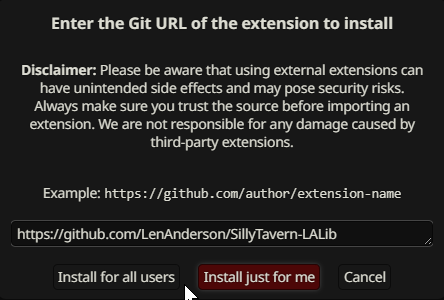 Enter the Git URL of the extension to install
Disclaimer: Please be aware that using external extensions can
have unintended side effects and may pose security risks.
Always make sure you trust the source before importing an
extension. We are not responsible for any damage caused by
third-party extensions.
Example: https://github.com/author/extension-name
https://github.com/LenAnderson/SillyTavern-LALib
Install for all users Install just for me Cancel